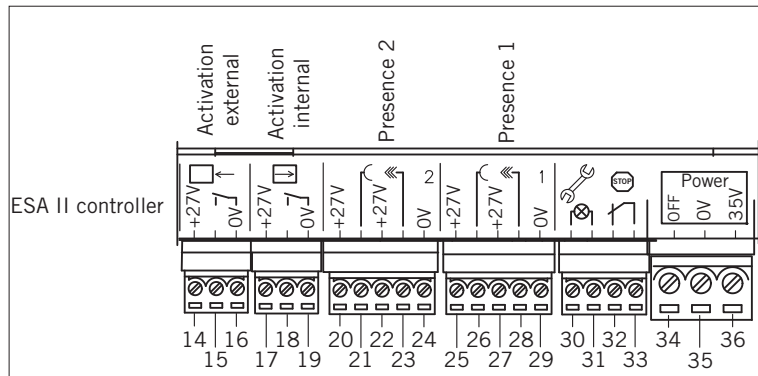 Activation
external
Activation
internal
Presence 2
Presence 1
ESA II controller
+27V
0V
+27V
0V
+27V
+27V
0V
2
+27V
+27V
0V
1
STOP
Power
OFF
0V
35V
14
15
16
17
18
19
20
21
22
23
24
25
26
27
28
29
30
31
32
33
34
35
36